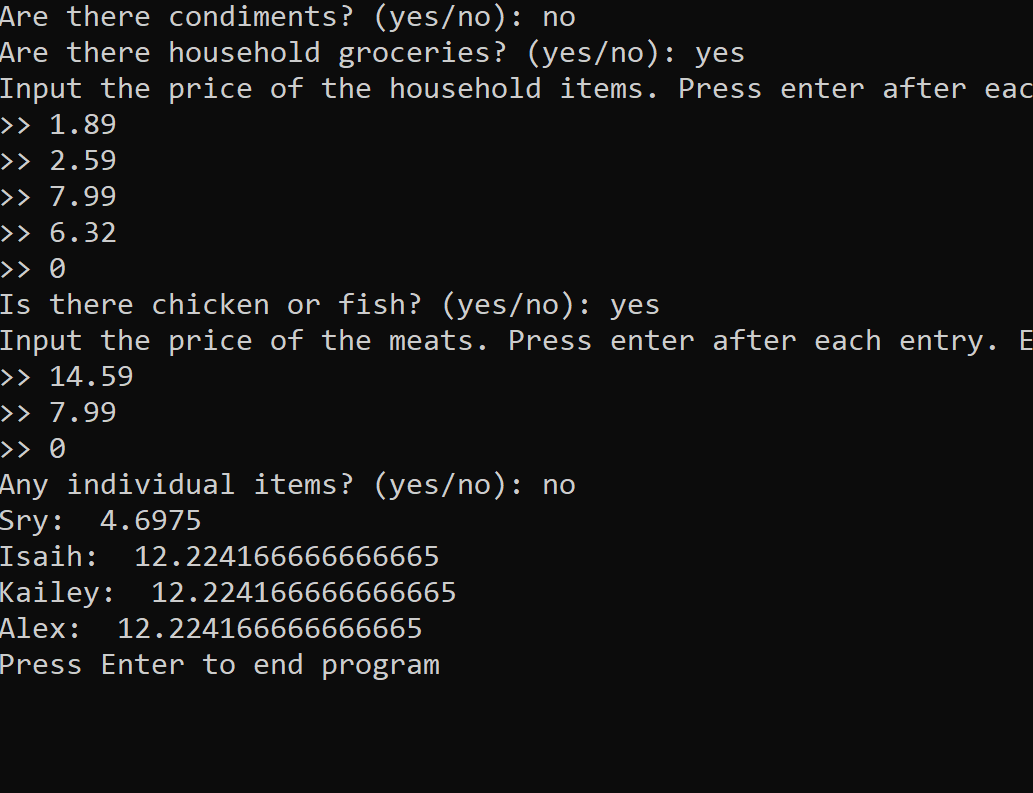 Are there condiments? (yes/no): no
Are there household groceries? (yes/no): yes
Input the price of the household items. Press enter after eac
>> 1.89
>> 2.59
>> 7.99
>> 6.32
>> 0
Is there chicken or fish? (yes/no): yes
Input the price of the meats. Press enter after each entry. E
>> 14.59
>> 7.99
>> 0
Any individual items? (yes/no): no
Sry:  4.6975
Isaih:  12.224166666666665
Kailey:  12.224166666666665
Alex:  12.224166666666665
Press Enter to end program